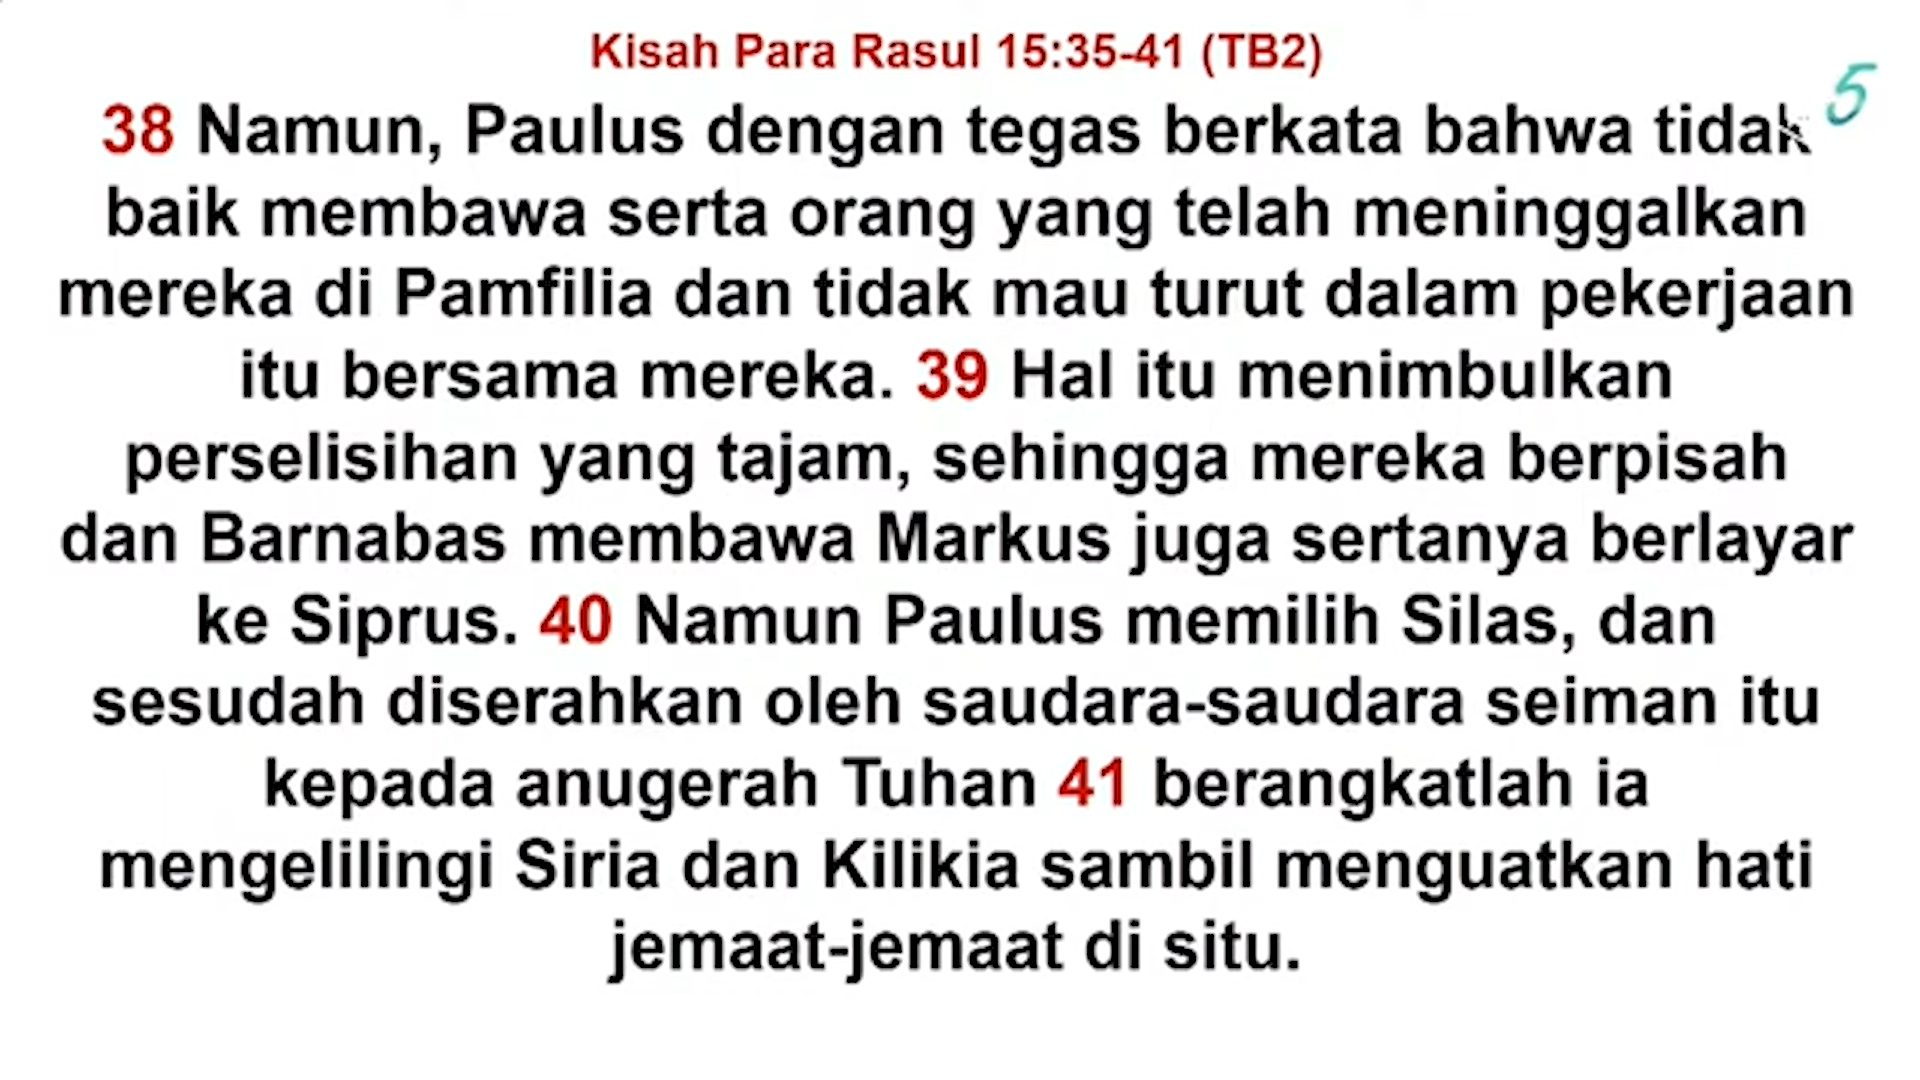 Kisah Para Rasul 15:35-41 (TB2)
5
38 Namun, Paulus dengan tegas berkata bahwa tidak
baik membawa serta orang yang telah meninggalkan
mereka di Pamfilia dan tidak mau turut dalam pekerjaan
itu bersama mereka. 39 Hal itu menimbulkan
perselisihan yang tajam, sehingga mereka berpisah
dan Barnabas membawa Markus juga sertanya berlayar
ke Siprus. 40 Namun Paulus memilih Silas, dan
sesudah diserahkan oleh saudara-saudara seiman itu
kepada anugerah Tuhan 41 berangkatlah ia
mengelilingi Siria dan Kilikia sambil menguatkan hati
jemaat-jemaat di situ.